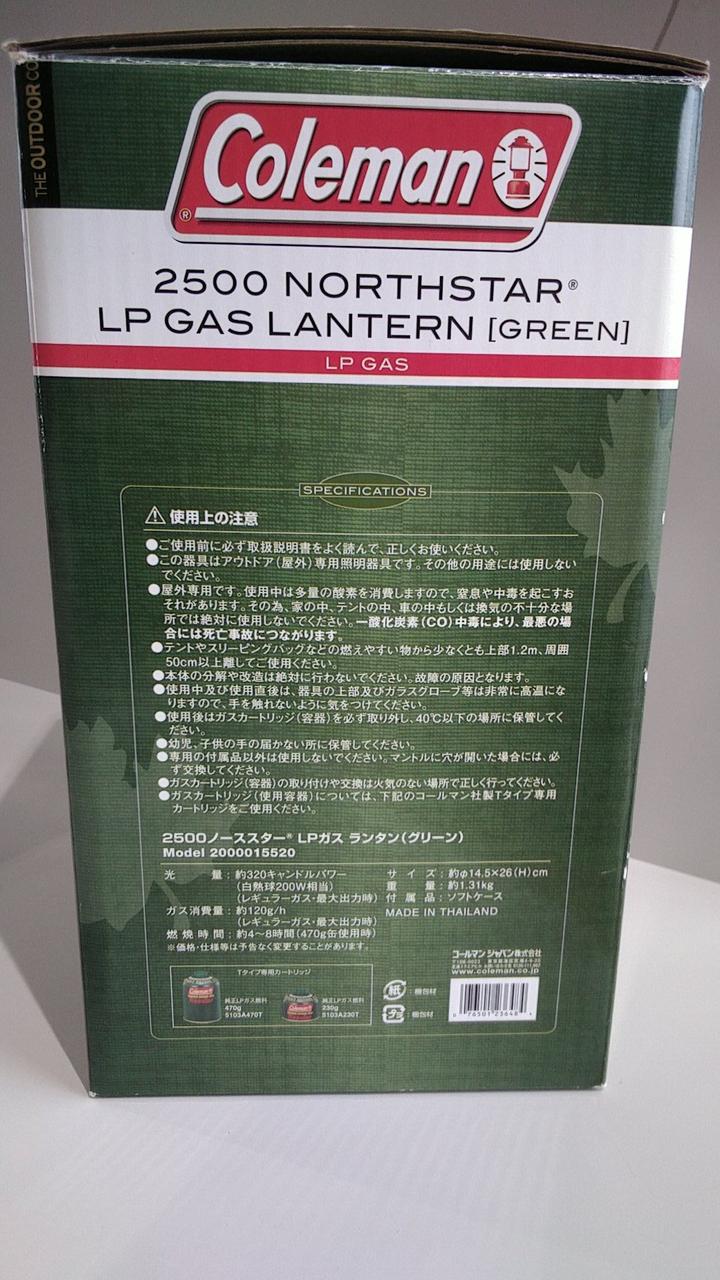 THE OUTDOOR CO
Coleman
®
2500 NORTHSTAR®
LP GAS LANTERN [GREEN]
LP GAS
SPECIFICATIONS
⚠ 使用上の注意
●ご使用前に必ず取扱説明書をよく読んで、正しくお使いください。
●この器具はアウトドア(屋外)専用照明器具です。その他の用途には使用しない
でください。
●屋外専用です。使用中は多量の酸素を消費しますので、窒息や中毒を起こすお
それがあります。その為、家の中、テントの中、車の中もしくは換気の不十分な場
所では絶対に使用しないでください。一酸化炭素(CO)中毒により、最悪の場
合には死亡事故につながります。
●テントやスリーピングバッグなどの燃えやすい物から少なくとも上部1.2m、周囲
50cm以上離してご使用ください。
●本体の分解や改造は絶対に行わないでください。故障の原因となります。
●使用中及び使用直後は、器具の上部及びガラスグローブ等は非常に高温にな
りますので、手を触れないように気をつけてください。
●使用後はガスカートリッジ(容器)を必ず取り外し、40℃以下の場所に保管してく
ださい。
●幼児、子供の手の届かない所に保管してください。
●専用の付属品以外は使用しないでください。マントルに穴が開いた場合には、必
ず交換してください。
●ガスカートリッジ(容器)の取り付けや交換は火気のない場所で正しく行ってください。
●ガスカートリッジ(使用容器)については、下記のコールマン社製Tタイプ専用
カートリッジをご使用ください。
2500ノーススター® LPガス ランタン(グリーン)
Model 2000015520
光 量:約320キャンドルパワー
(白熱球200W相当)
(レギュラーガス・最大出力時)
ガス消費量:約120g/h
(レギュラーガス・最大出力時)
燃焼時間:約4~8時間(470g缶使用時)
※価格・仕様等は予告なく変更することがあります。
サイズ:約φ14.5×26(H)cm
重 量:約1.31kg
付属品:ソフトケース
MADE IN THAILAND
Tタイプ専用カートリッジ
Coleman
純正LPガス燃料
470g
5103A470T
Coleman
純正LPガス燃料
230g
5103A230T
コールマン ジャパン株式会社
www.coleman.co.jp
紙:梱包材
プラ:梱包材
0 76501 23648